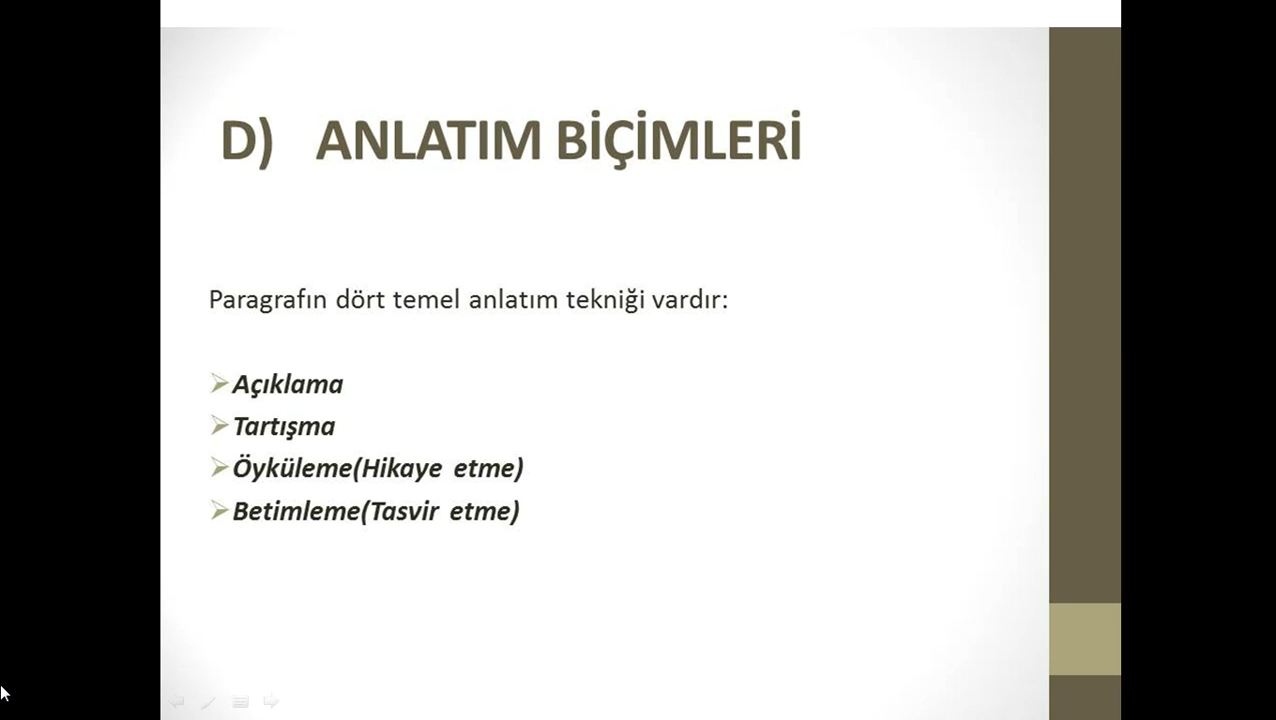 D) ANLATIM BİÇİMLERİ
Paragrafın dört temel anlatım tekniği vardır:
Açıklama
Tartışma
Öyküleme(Hikaye etme)
Betimleme(Tasvir etme)